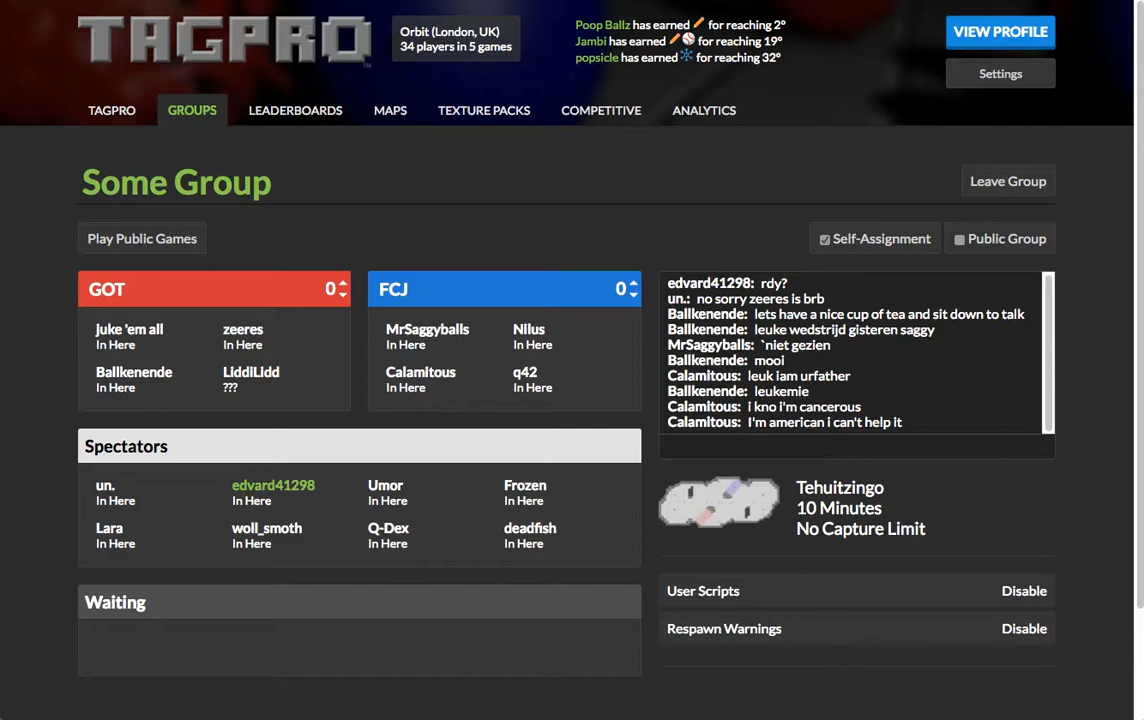 TAGPRO
Orbit (London, UK)
34 players in 5 games
Poop Ballz has earned for reaching 2°
Jambi has earned for reaching 19°
popsicle has earned for reaching 32°
VIEW PROFILE
Settings
TAGPRO GROUPS LEADERBOARDS MAPS TEXTURE PACKS COMPETITIVE ANALYTICS
Some Group
Leave Group
Play Public Games
Self-Assignment
Public Group
GOT 0
juke 'em all zeeres
In Here In Here
Ballkenende LiddiLidd
In Here ???
FCJ 0
MrSaggyballs Nilus
In Here In Here
Calamitous q42
In Here In Here
edvard41298: rdy?
un.: no sorry zeeres is brb
Ballkenende: lets have a nice cup of tea and sit down to talk
Ballkenende: leuke wedstrijd gisteren saggy
MrSaggyballs: `niet gezien
Ballkenende: mooi
Calamitous: leuk iam urfather
Ballkenende: leukemie
Calamitous: i kno i'm cancerous
Calamitous: I'm american i can't help it
Spectators
un. edvard41298 Umor Frozen
In Here In Here In Here In Here
Lara woll_smoth Q-Dex deadfish
In Here In Here In Here In Here
Waiting
Tehuitzingo
10 Minutes
No Capture Limit
User Scripts Disable
Respawn Warnings Disable